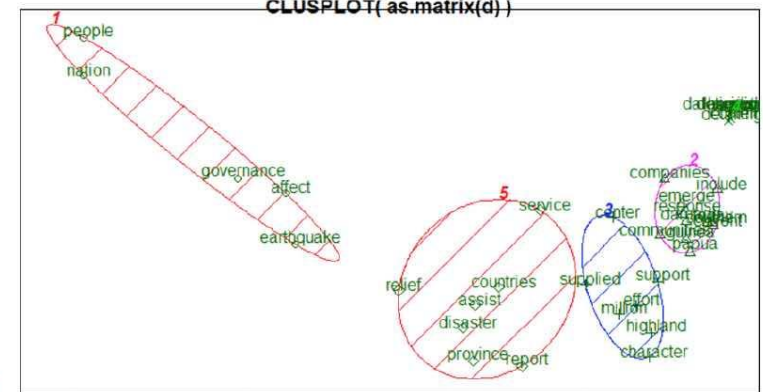 CLUSPLOT( as.matrix(d) )
1
people
nation
governance
affect
earthquake
5
service
relief
countries
assist
disaster
province
report
3
center
supplied
support
effort
million
highland
character
2
companies
include
emerge
response
communities
papua